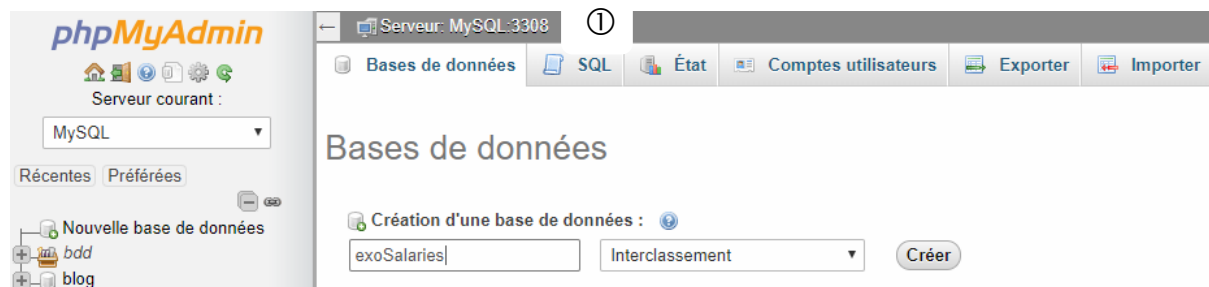 phpMyAdmin
Serveur courant :
MySQL
Récentes Préférées
Nouvelle base de données
bdd
blog
← Serveur: MySQL:3308 ①
Bases de données SQL État Comptes utilisateurs Exporter Importer
Bases de données
Création d'une base de données :
exoSalaries Interclassement Créer